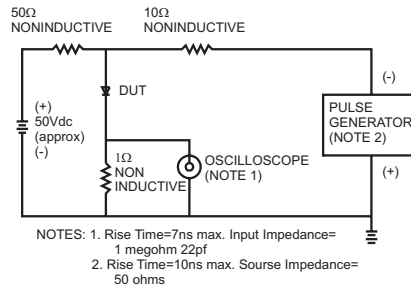 50Ω
NONINDUCTIVE
10Ω
NONINDUCTIVE
DUT
(+)
50Vdc
(approx)
(-)
1Ω
NON
INDUCTIVE
OSCILLOSCOPE
(NOTE 1)
(-)
PULSE
GENERATOR
(NOTE 2)
(+)
NOTES: 1. Rise Time=7ns max. Input Impedance=
1 megohm 22pf
2. Rise Time=10ns max. Sourse Impedance=
50 ohms